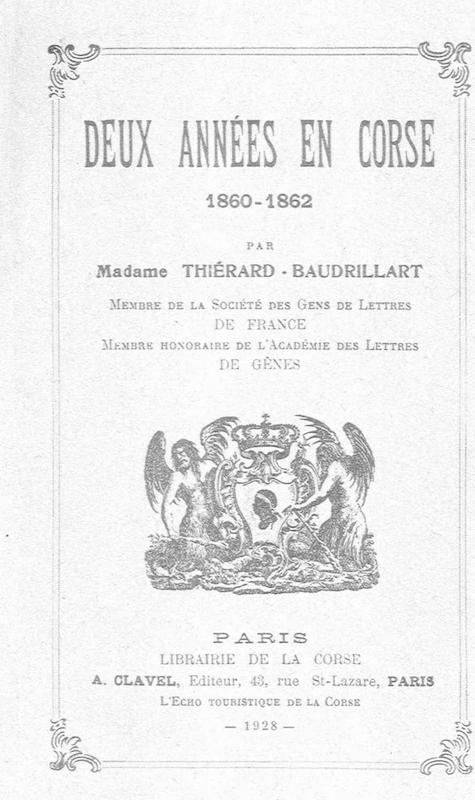 DEUX ANNÉES EN CORSE
1860-1862
PAR
Madame THIÉRARD - BAUDRILLART
MEMBRE DE LA SOCIÉTÉ DES GENS DE LETTRES
DE FRANCE
MEMBRE HONORAIRE DE L'ACADÉMIE DES LETTRES
DE GÊNES
PARIS
LIBRAIRIE DE LA CORSE
A. CLAVEL, Editeur, 43, rue St-Lazare, PARIS
L'ECHO TOURISTIQUE DE LA CORSE
— 1928 —